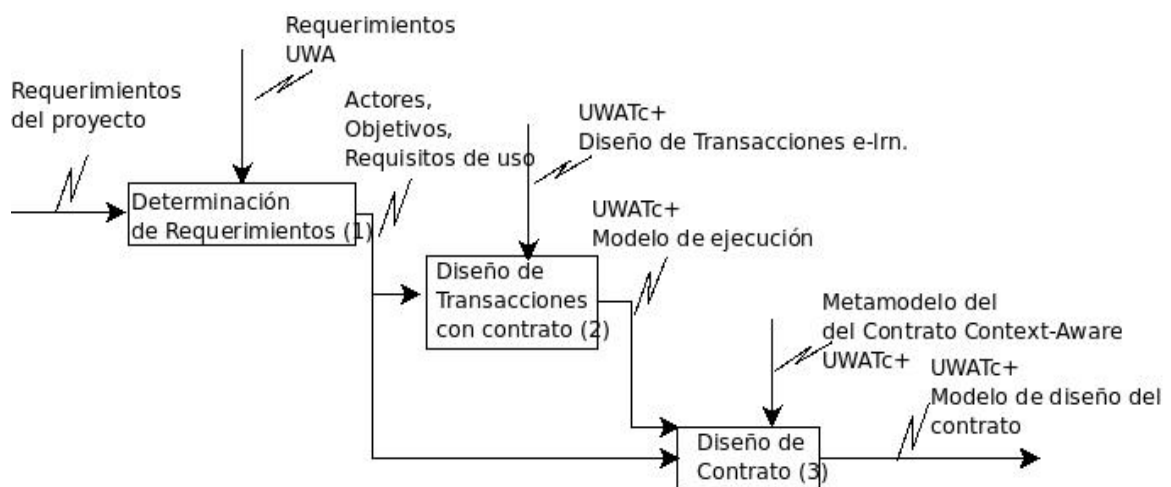 Requerimientos
UWA
Requerimientos
del proyecto
Actores,
Objetivos,
Requisitos de uso
UWATc+
Diseño de Transacciones e-lrn.
Determinación
de Requerimientos (1)
UWATc+
Modelo de ejecución
Diseño de
Transacciones
con contrato (2)
Metamodelo del
del Contrato Context-Aware
UWATc+
UWATc+
Modelo de diseño del
contrato
Diseño de
Contrato (3)